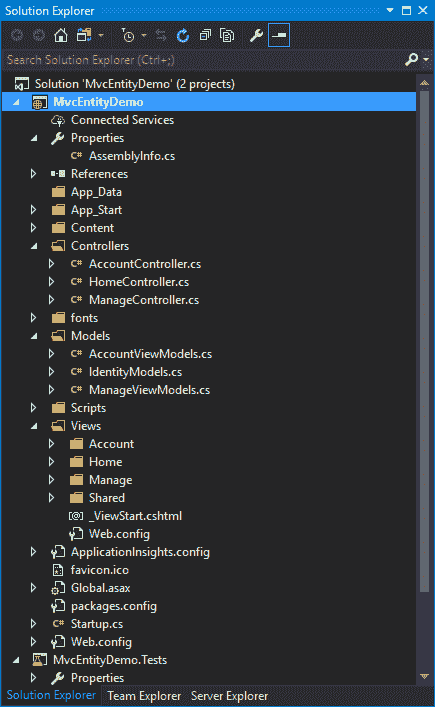 Solution Explorer
Search Solution Explorer (Ctrl+;)
Solution 'MvcEntityDemo' (2 projects)
MvcEntityDemo
Connected Services
Properties
C# AssemblyInfo.cs
References
App_Data
App_Start
Content
Controllers
C# AccountController.cs
C# HomeController.cs
C# ManageController.cs
fonts
Models
C# AccountViewModels.cs
C# IdentityModels.cs
C# ManageViewModels.cs
Scripts
Views
Account
Home
Manage
Shared
[@] _ViewStart.cshtml
Web.config
ApplicationInsights.config
favicon.ico
Global.asax
packages.config
C# Startup.cs
Web.config
MvcEntityDemo.Tests
Properties
Solution Explorer Team Explorer Server Explorer